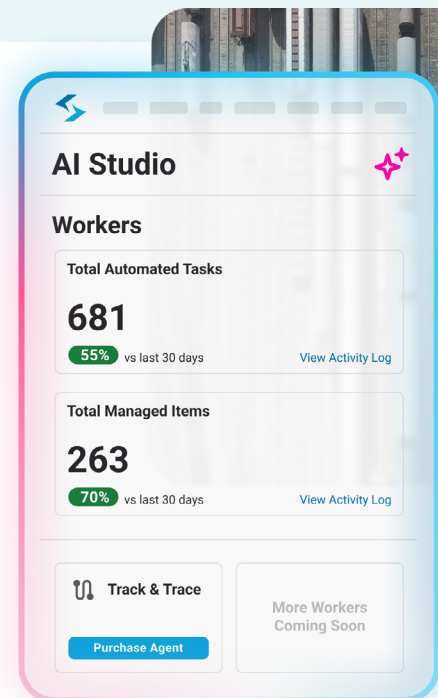 AI Studio
Workers
Total Automated Tasks
681
55% vs last 30 days
View Activity Log
Total Managed Items
263
70% vs last 30 days
View Activity Log
Track & Trace
Purchase Agent
More Workers
Coming Soon